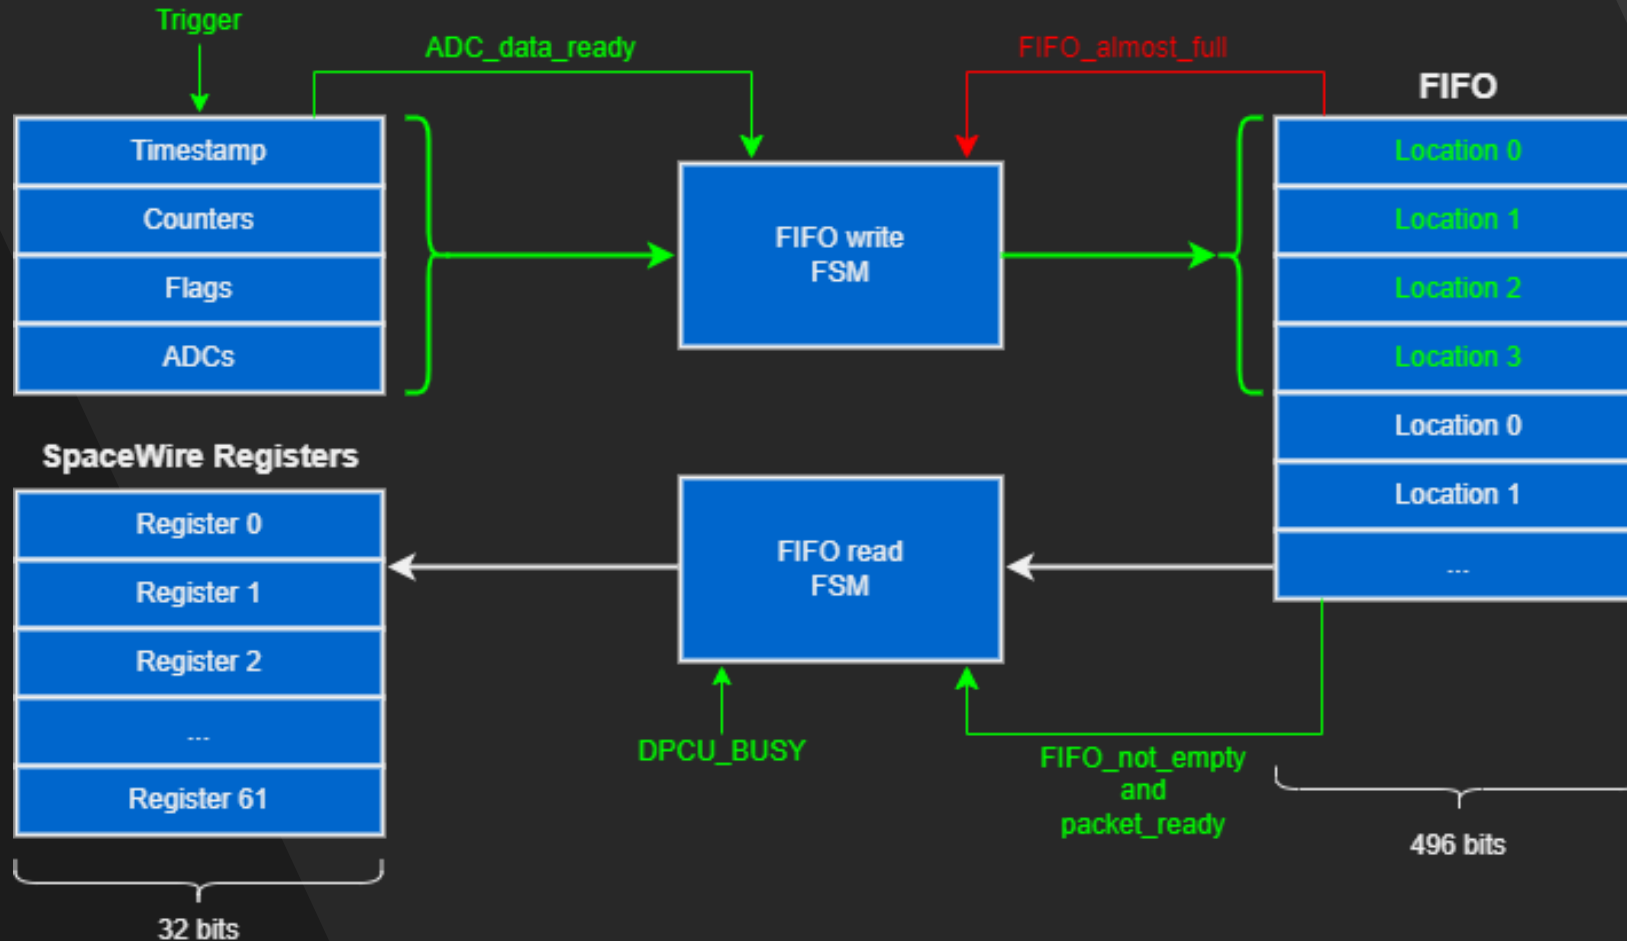 Trigger
ADC_data_ready
FIFO_almost_full
FIFO
Timestamp
Counters
Flags
ADCs
FIFO write
FSM
Location 0
Location 1
Location 2
Location 3
Location 0
Location 1
...
SpaceWire Registers
Register 0
Register 1
Register 2
...
Register 61
32 bits
FIFO read
FSM
DPCU_BUSY
FIFO_not_empty
and
packet_ready
496 bits